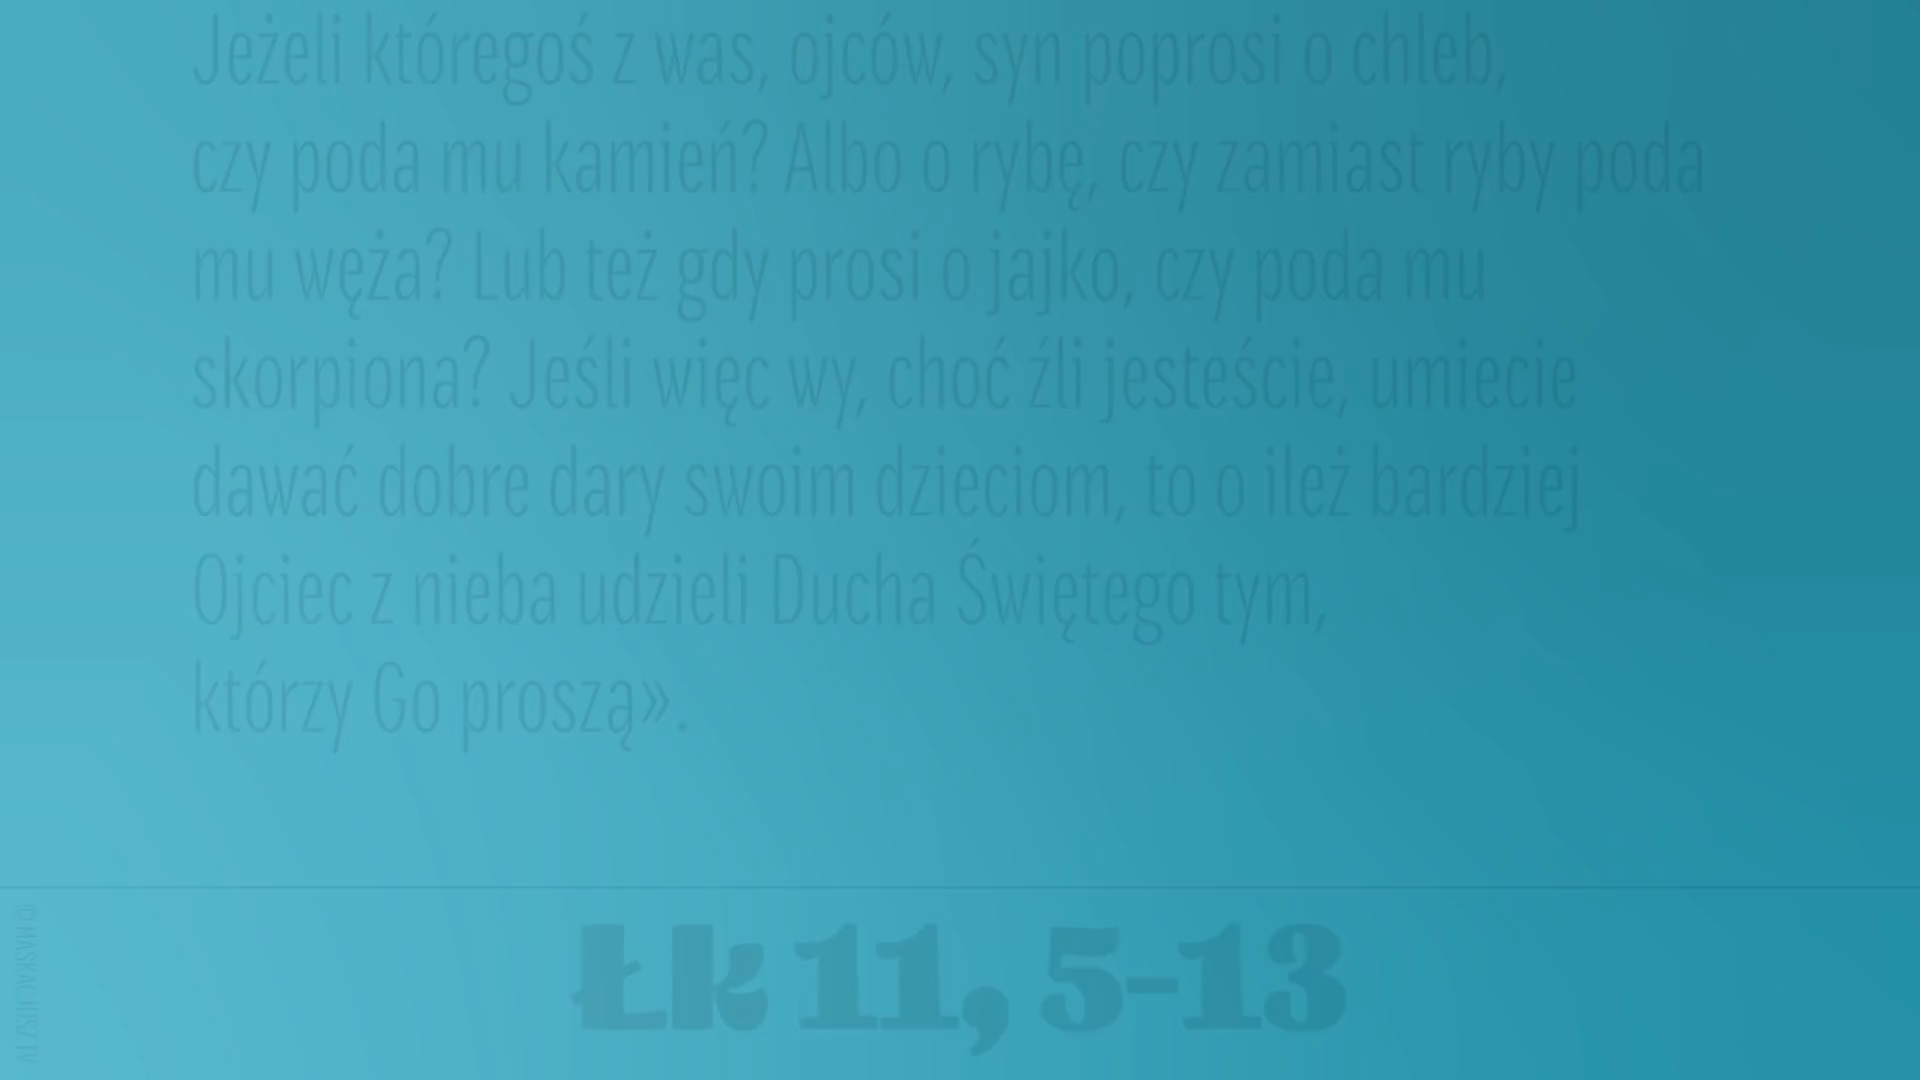 Jeżeli któregoś z was, ojców, syn poprosi o chleb,
czy poda mu kamień? Albo o rybę, czy zamiast ryby poda
mu węża? Lub też gdy prosi o jajko, czy poda mu
skorpiona? Jeśli więc wy, choć źli jesteście, umiecie
dawać dobre dary swoim dzieciom, to o ileż bardziej
Ojciec z nieba udzieli Ducha Świętego tym,
którzy Go proszą».
Łk 11, 5-13